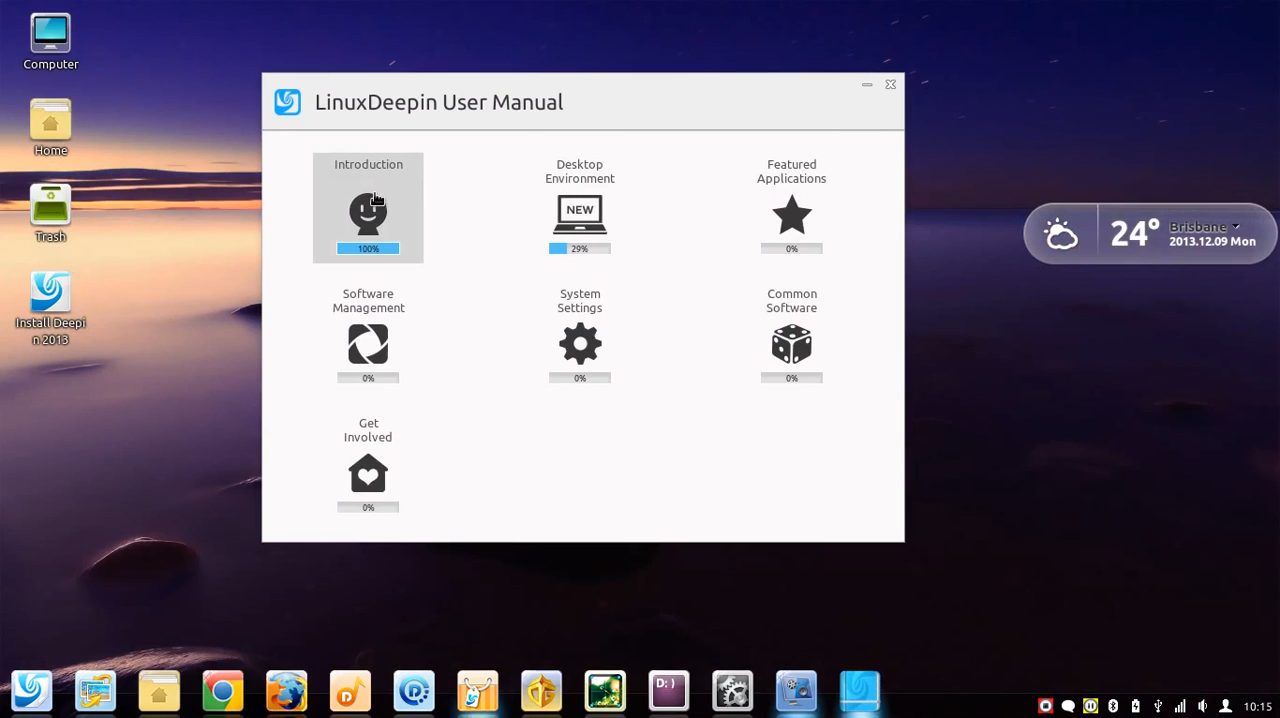 Computer
Home
Trash
Install Deepi
n 2013
LinuxDeepin User Manual
Introduction
100%
Desktop
Environment
NEW
29%
Featured
Applications
0%
Software
Management
0%
System
Settings
0%
Common
Software
0%
Get
Involved
0%
24°
Brisbane
2013.12.09 Mon
D: )
10:15